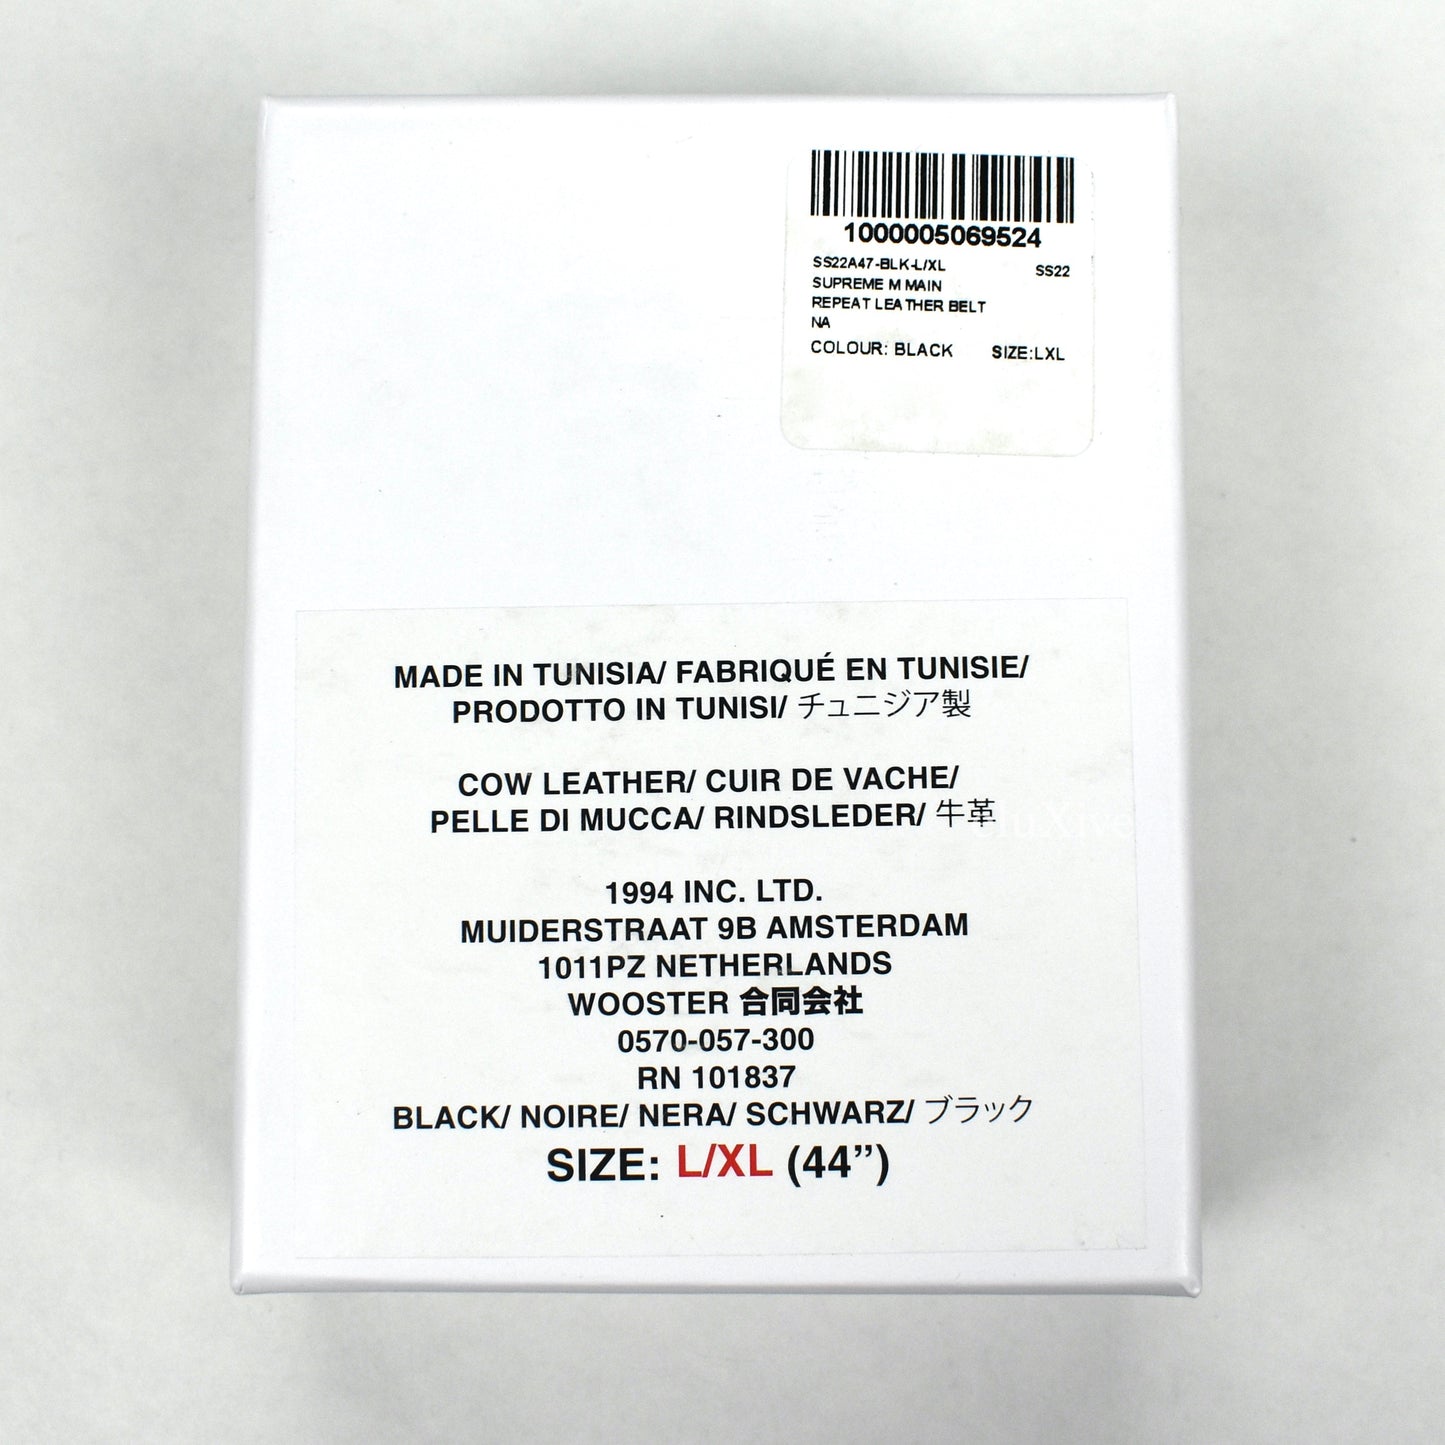 1000005069524
SS22A47-BLK-L/XL SS22
SUPREME M MAIN
REPEAT LEATHER BELT
NA
COLOUR: BLACK SIZE:LXL
MADE IN TUNISIA/ FABRIQUÉ EN TUNISIE/
PRODOTTO IN TUNISI/ チュニジア製
COW LEATHER/ CUIR DE VACHE/
PELLE DI MUCCA/ RINDSLEDER/ 牛革
1994 INC. LTD.
MUIDERSTRAAT 9B AMSTERDAM
1011PZ NETHERLANDS
WOOSTER 合同会社
0570-057-300
RN 101837
BLACK/ NOIRE/ NERA/ SCHWARZ/ ブラック
SIZE: L/XL (44”)